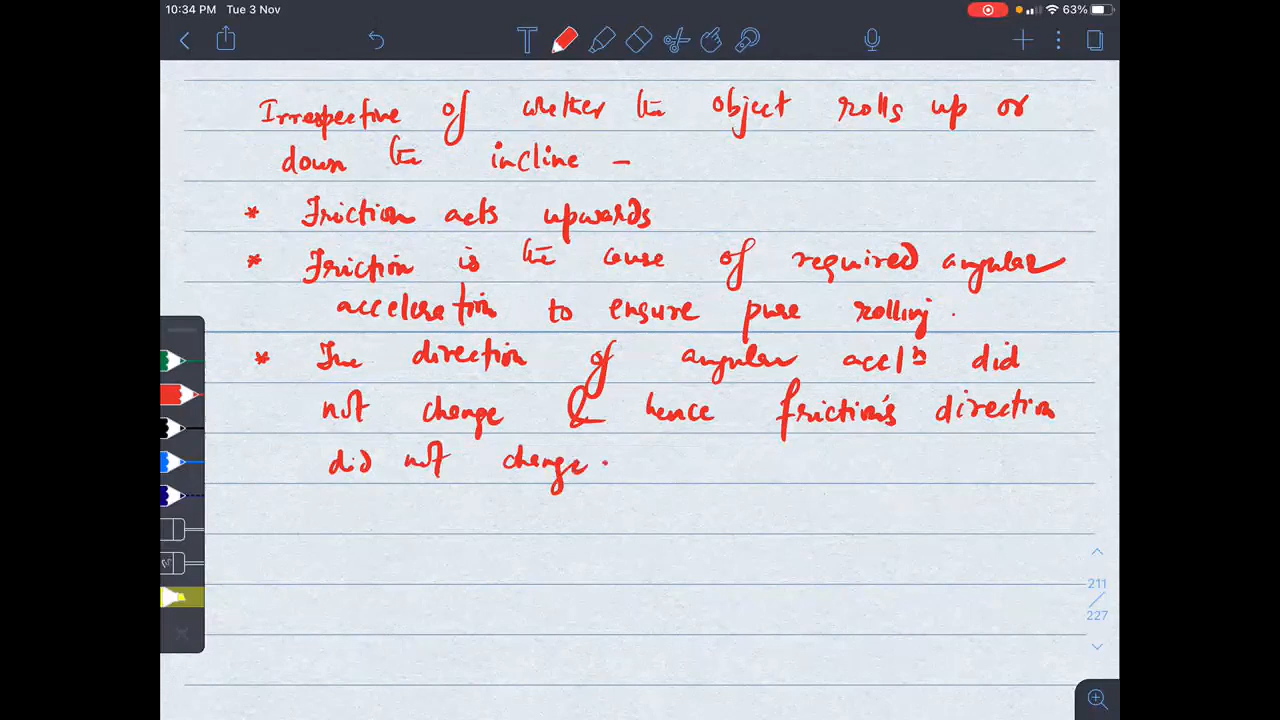 10:34 PM Tue 3 Nov
63%
Irrespective of whether the object rolls up or
down the incline –
* Friction acts upwards
* Friction is the cause of required angular
acceleration to ensure pure rolling.
* The direction of angular accl'n did
not change & hence friction's direction
did not change.
211
227